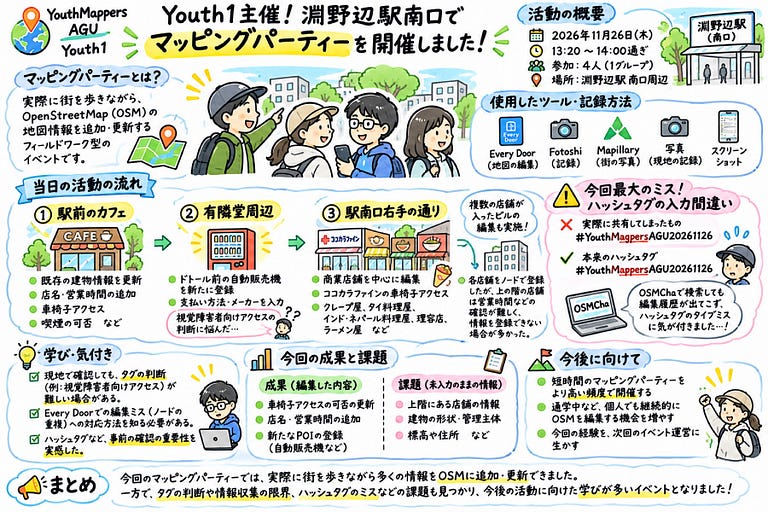 YouthMappers
AGU
Youth1
Youth1主催！淵野辺駅南口で
マッピングパーティーを開催しました！
活動の概要
2026年11月26日(木)
13:20 〜 14:00過ぎ
参加：4人（1グループ）
場所：淵野辺駅 南口周辺
淵野辺駅
（南口）
マッピングパーティーとは？
実際に街を歩きながら、
OpenStreetMap (OSM) の
地図情報を追加・更新する
フィールドワーク型の
イベントです。
使用したツール・記録方法
Every
Door
Every Door
（地図の編集）
Fotoshi
（記録）
Mapillary
（街の写真）
写真
（現地の記録）
スクリーン
ショット
当日の活動の流れ
① 駅前のカフェ
CAFE
既存の建物情報を更新
店名・営業時間の追加
車椅子アクセス
喫煙の可否 など
② 有隣堂周辺
ドトール前の自動販売機
を新たに登録
支払い方法・メーカーを入力
視覚障害者向けアクセスの
判断に悩んだ…
??
③ 駅南口右手の通り
ココカラファイン
商業店舗を中心に編集
ココカラファインの車椅子アクセス
クレープ屋、タイ料理屋、
インド・ネパール料理屋、理容店、
ラーメン屋 など
複数の店舗が
入ったビルの
編集も実施！
各店舗をノードで登録
したが、上の階の店舗
は営業時間などの
確認が難しく、
情報を登録できない
場合が多かった。
今回最大のミス！
ハッシュタグの入力間違い
実際に共有してしまったもの
#YouthMagpersAGU20261126
本来のハッシュタグ
#YouthMappersAGU20261126
OSMCha
OSMChaで検索しても
編集履歴が出てこず、
ハッシュタグのタイプミス
に気が付きました…！
学び・気付き
現地で確認しても、タグの判断
（例：視覚障害者向けアクセス）が
難しい場合がある。
Every Doorでの編集ミス（ノードの
重複）への対応方法を知る必要がある。
ハッシュタグなど、事前の確認の重要性を
実感した。
今回の成果と課題
成果（編集した内容）
車椅子アクセスの可否の更新
店名・営業時間の追加
新たなPOIの登録
（自動販売機など）
課題（未入力のままの情報）
上階にある店舗の情報
建物の形状・管理主体
標高や住所 など
今後に向けて
短時間のマッピングパーティーを
より高い頻度で開催する
通学中など、個人でも継続的に
OSMを編集する機会を増やす
今回の経験を、次回のイベント運営に
生かす
まとめ
今回のマッピングパーティーでは、実際に街を歩きながら多くの情報をOSMに追加・更新できました。
一方で、タグの判断や情報収集の限界、ハッシュタグのミスなどの課題も見つかり、今後の活動に向けた学びが多いイベントとなりました！